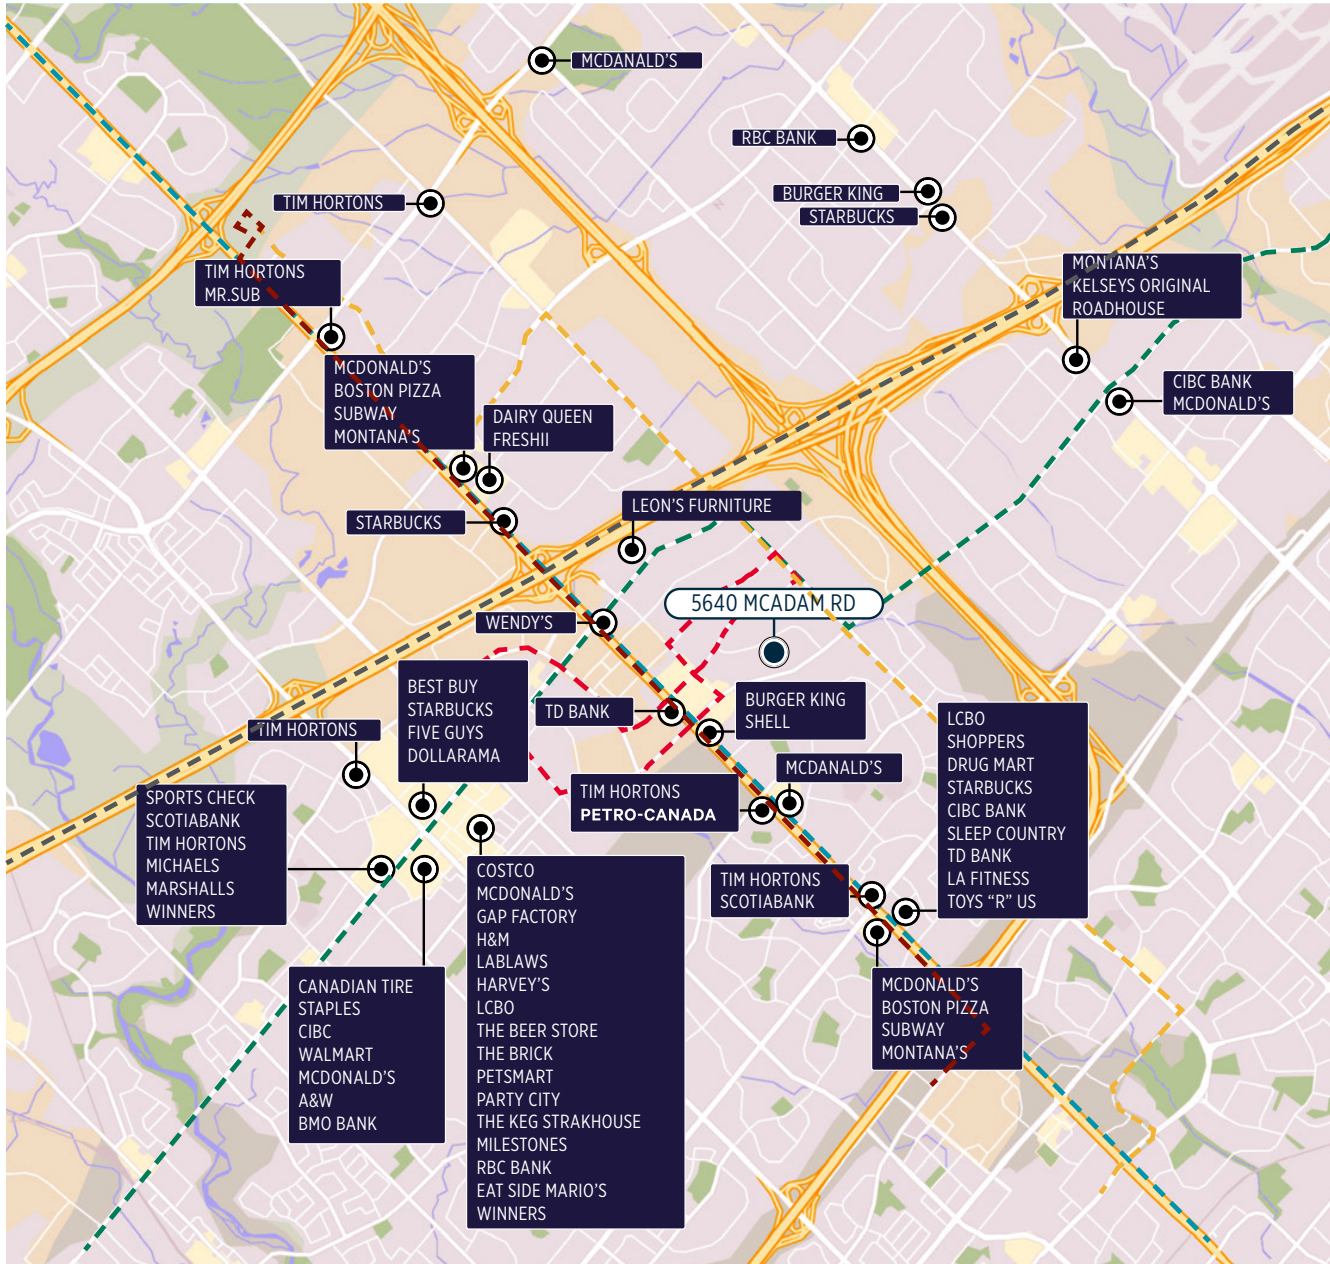 MCDANALD'S
RBC BANK
BURGER KING
STARBUCKS
TIM HORTONS
TIM HORTONS
MR.SUB
MONTANA'S
KELSEYS ORIGINAL
ROADHOUSE
CIBC BANK
MCDONALD'S
MCDONALD'S
BOSTON PIZZA
SUBWAY
MONTANA'S
DAIRY QUEEN
FRESHII
STARBUCKS
LEON'S FURNITURE
5640 MCADAM RD
WENDY'S
BEST BUY
STARBUCKS
FIVE GUYS
DOLLARAMA
TD BANK
BURGER KING
SHELL
TIM HORTONS
MCDANALD'S
TIM HORTONS
PETRO-CANADA
LCBO
SHOPPERS
DRUG MART
STARBUCKS
CIBC BANK
SLEEP COUNTRY
TD BANK
LA FITNESS
TOYS “R” US
SPORTS CHECK
SCOTIABANK
TIM HORTONS
MICHAELS
MARSHALLS
WINNERS
TIM HORTONS
SCOTIABANK
COSTCO
MCDONALD'S
GAP FACTORY
H&M
LABLAWS
HARVEY'S
LCBO
THE BEER STORE
THE BRICK
PETSMART
PARTY CITY
THE KEG STRAKHOUSE
MILESTONES
RBC BANK
EAT SIDE MARIO'S
WINNERS
CANADIAN TIRE
STAPLES
CIBC
WALMART
MCDONALD'S
A&W
BMO BANK
MCDONALD'S
BOSTON PIZZA
SUBWAY
MONTANA'S